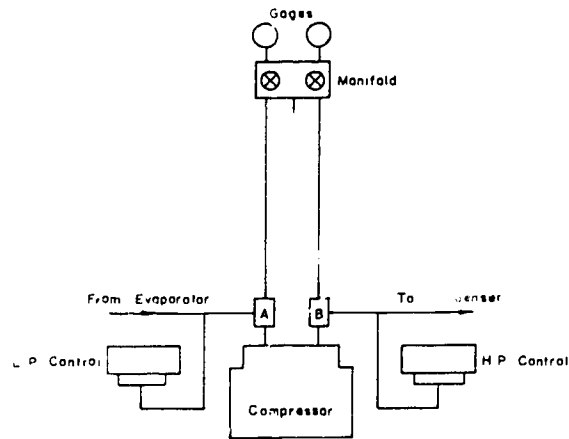 Gages
Manifold
From Evaporator
A
B
To
P Control
H P Control
Compressor